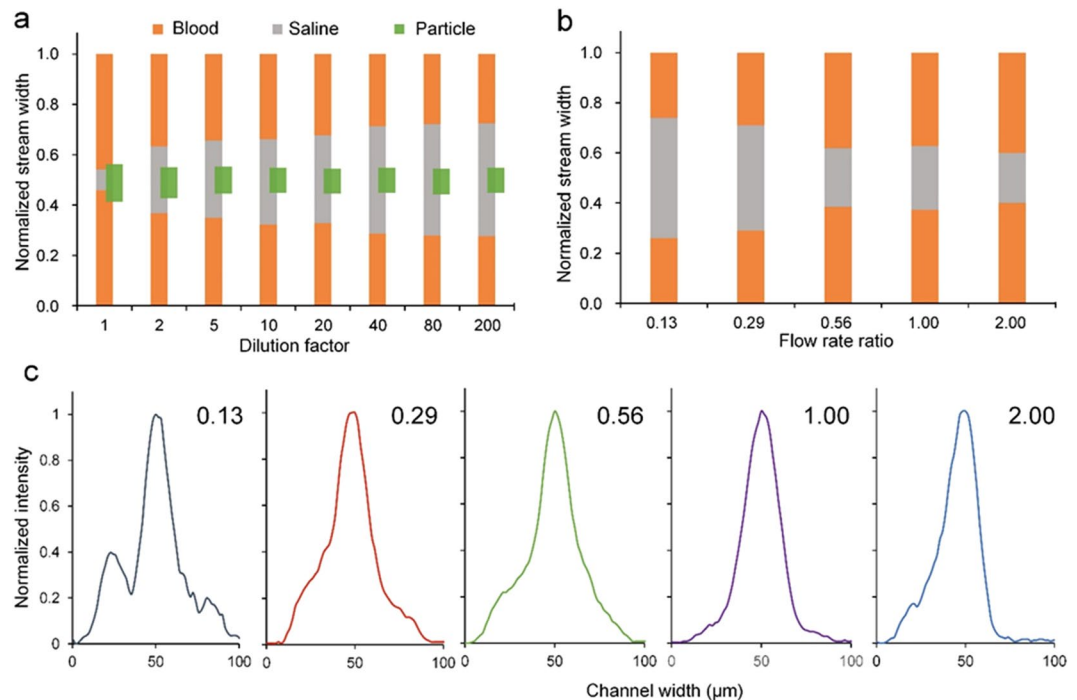 a
Blood Saline Particle
Normalized stream width
1.0
0.8
0.6
0.4
0.2
0.0
1 2 5 10 20 40 80 200
Dilution factor
b
Normalized stream width
1.0
0.8
0.6
0.4
0.2
0.0
0.13 0.29 0.56 1.00 2.00
Flow rate ratio
c
Normalized intensity
1
0.8
0.6
0.4
0.2
0
0.13 0.29 0.56 1.00 2.00
0 50 100 0 50 100 0 50 100 0 50 100 0 50 100
Channel width (μm)